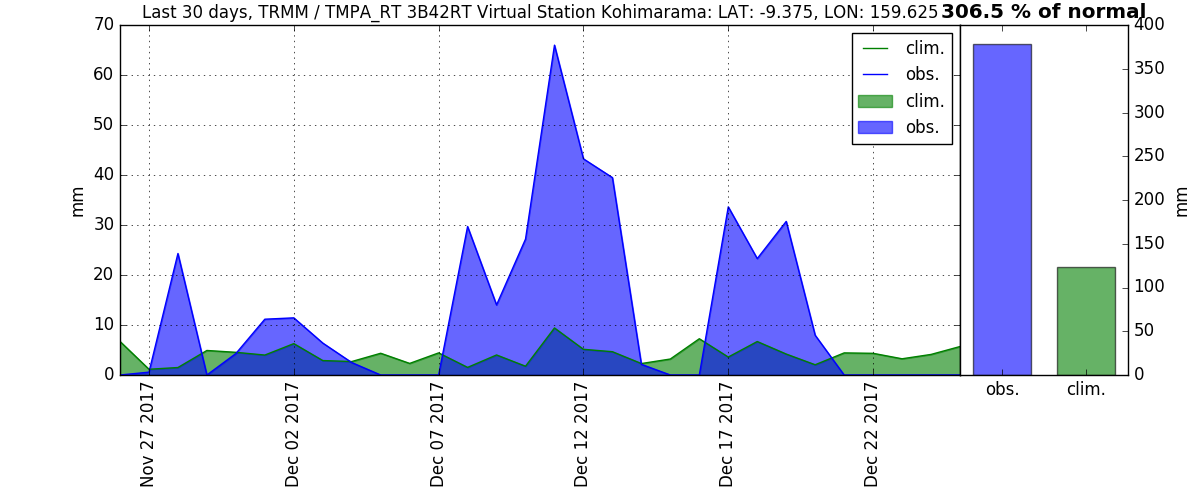 Last 30 days, TRMM / TMPA_RT 3B42RT Virtual Station Kohimarama: LAT: -9.375, LON: 159.625
306.5 % of normal
70
60
50
40
30
20
10
0
mm
clim.
obs.
clim.
obs.
Nov 27 2017
Dec 02 2017
Dec 07 2017
Dec 12 2017
Dec 17 2017
Dec 22 2017
400
350
300
250
200
150
100
50
0
mm
obs.
clim.